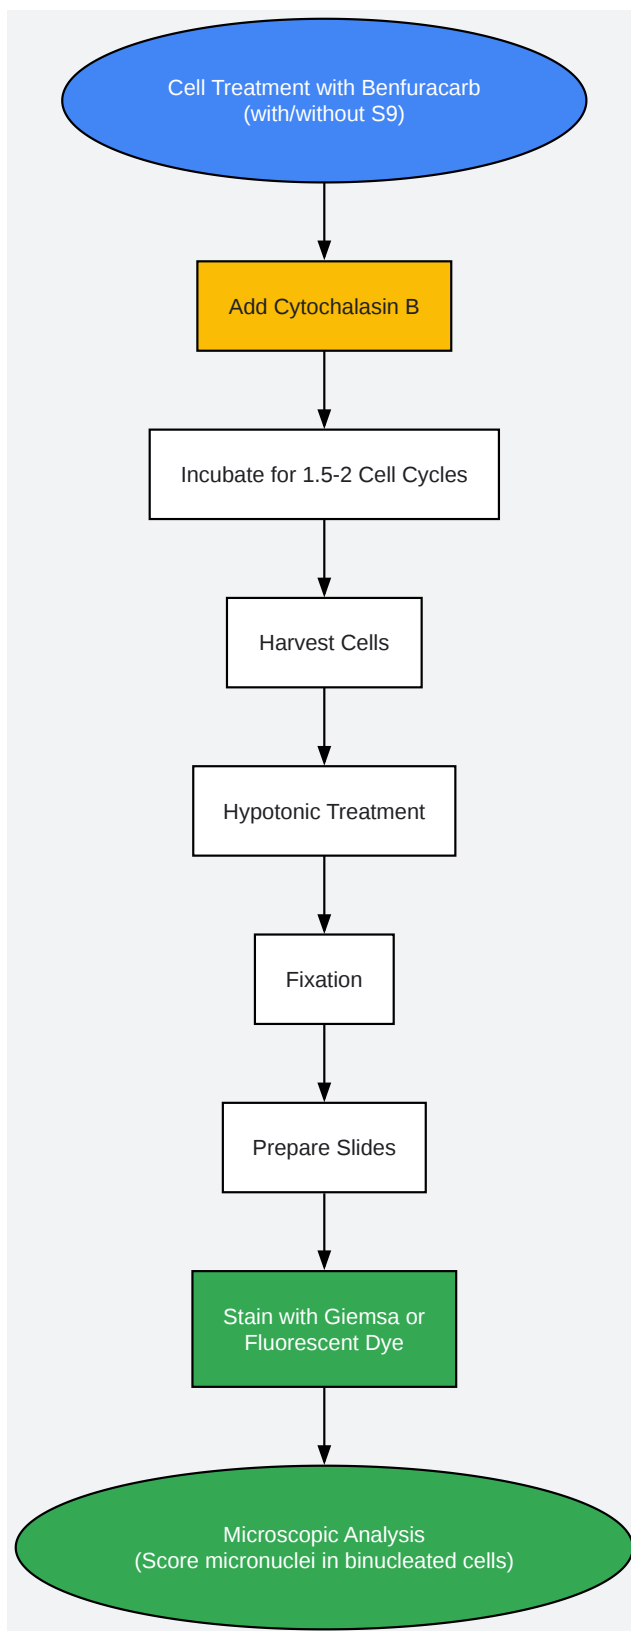 Cell Treatment with Benfuracarb
(with/without S9)
Add Cytochalasin B
Incubate for 1.5-2 Cell Cycles
Harvest Cells
Hypotonic Treatment
Fixation
Prepare Slides
Stain with Giemsa or
Fluorescent Dye
Microscopic Analysis
(Score micronuclei in binucleated cells)